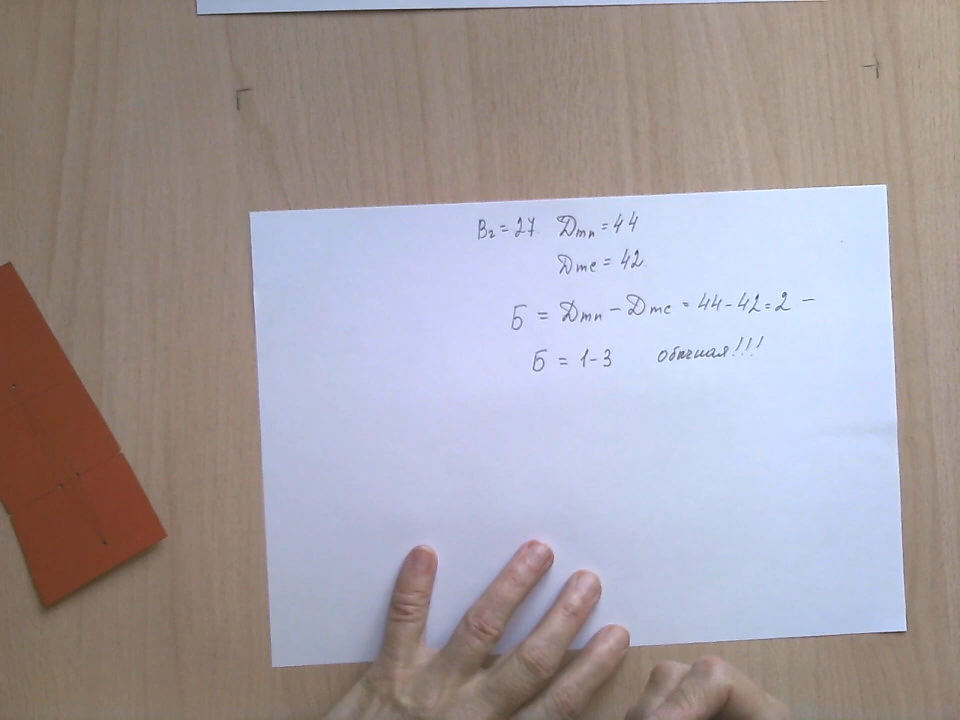 Вг = 27. Дтп = 44
Дтс = 42.
Б = Дтп – Дтс = 44 – 42 = 2 –
Б = 1 – 3 обычная!!!